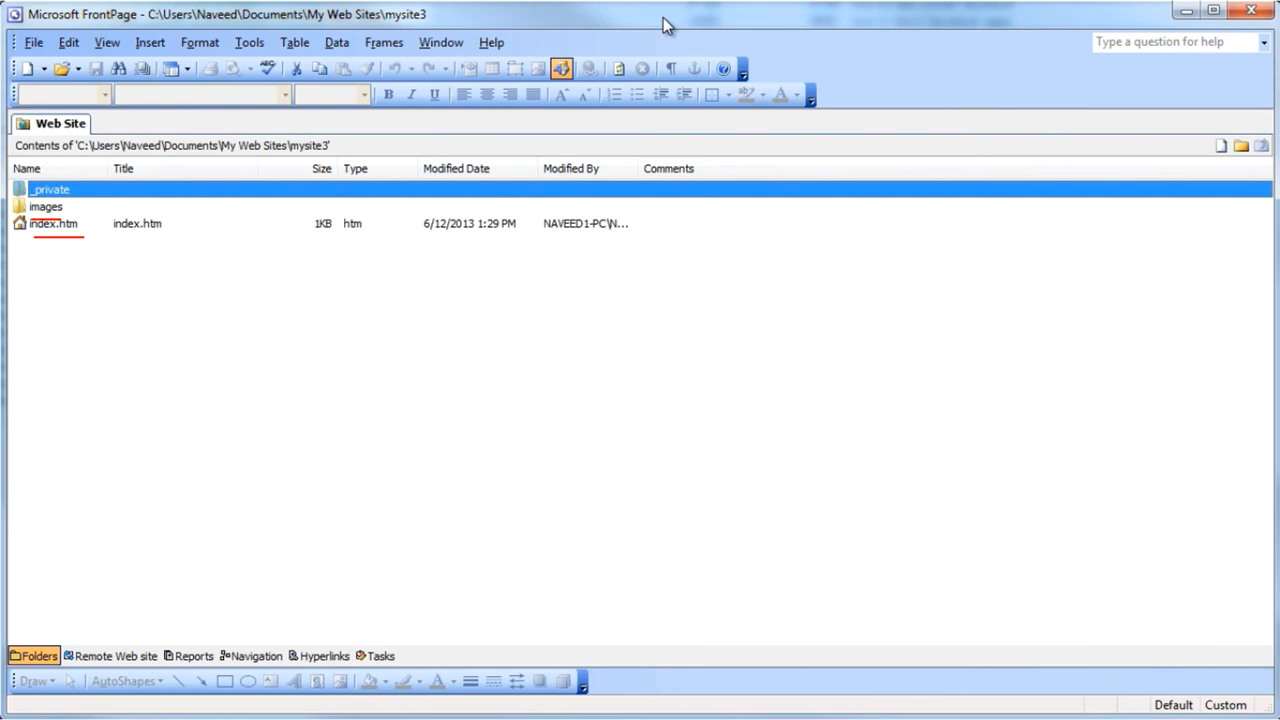 Microsoft FrontPage - C:\Users\Naveed\Documents\My Web Sites\mysite3
File Edit View Insert Format Tools Table Data Frames Window Help
Type a question for help
ABC
B I U A A ab A
Web Site
Contents of 'C:\Users\Naveed\Documents\My Web Sites\mysite3'
Name Title Size Type Modified Date Modified By Comments
_private
images
index.htm index.htm 1KB htm 6/12/2013 1:29 PM NAVEED1-PC\N...
Folders Remote Web site Reports Navigation Hyperlinks Tasks
Draw AutoShapes A A
Default Custom